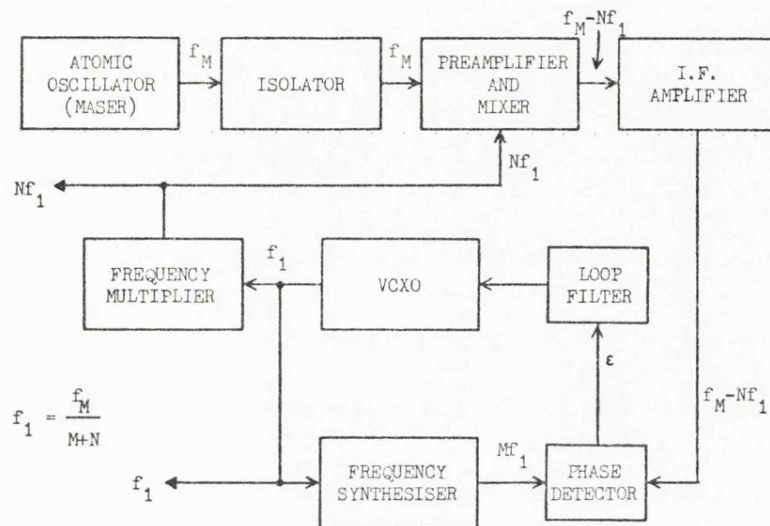 f_M-Nf_1
ATOMIC
OSCILLATOR
(MASER)
f_M
ISOLATOR
f_M
PREAMPLIFIER
AND
MIXER
I.F.
AMPLIFIER
Nf_1
Nf_1
FREQUENCY
MULTIPLIER
f_1
VCXO
LOOP
FILTER
ε
f_M-Nf_1
f_1 = f_M
M+N
f_1
FREQUENCY
SYNTHESISER
Mf_1
PHASE
DETECTOR